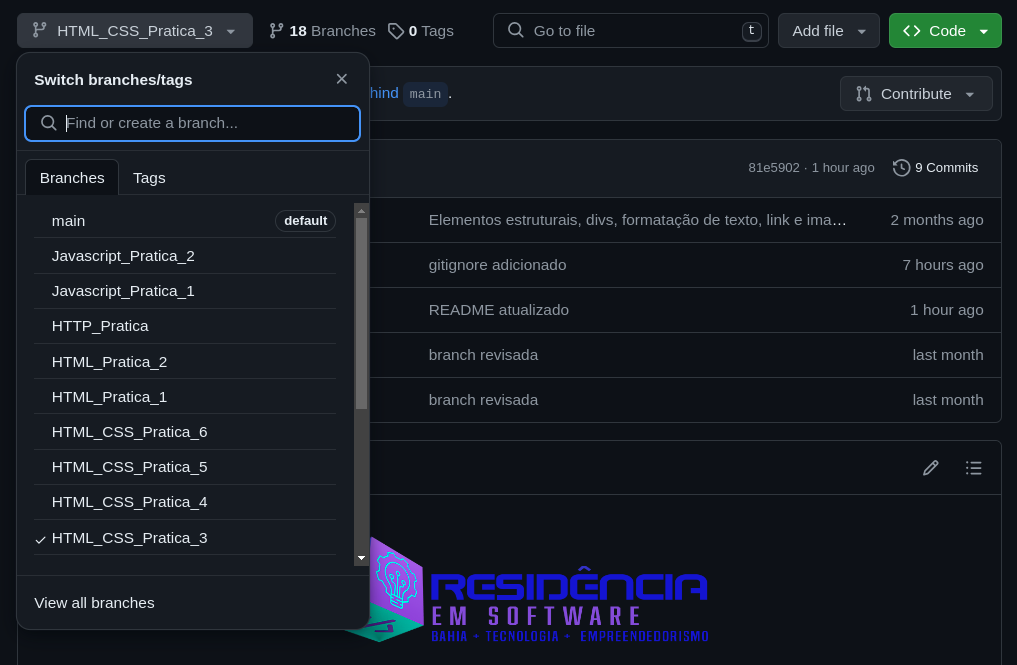 HTML_CSS_Pratica_3
18 Branches
0 Tags
Go to file
t
Add file
Code
Switch branches/tags
hind main .
Contribute
Find or create a branch...
Branches
Tags
81e5902 · 1 hour ago
9 Commits
main
default
Javascript_Pratica_2
Javascript_Pratica_1
HTTP_Pratica
HTML_Pratica_2
HTML_Pratica_1
HTML_CSS_Pratica_6
HTML_CSS_Pratica_5
HTML_CSS_Pratica_4
HTML_CSS_Pratica_3
View all branches
Elementos estruturais, divs, formatação de texto, link e ima… 2 months ago
gitignore adicionado 7 hours ago
README atualizado 1 hour ago
branch revisada last month
branch revisada last month
RESIDÊNCIA
EM SOFTWARE
BAHIA + TECNOLOGIA + EMPREENDEDORISMO